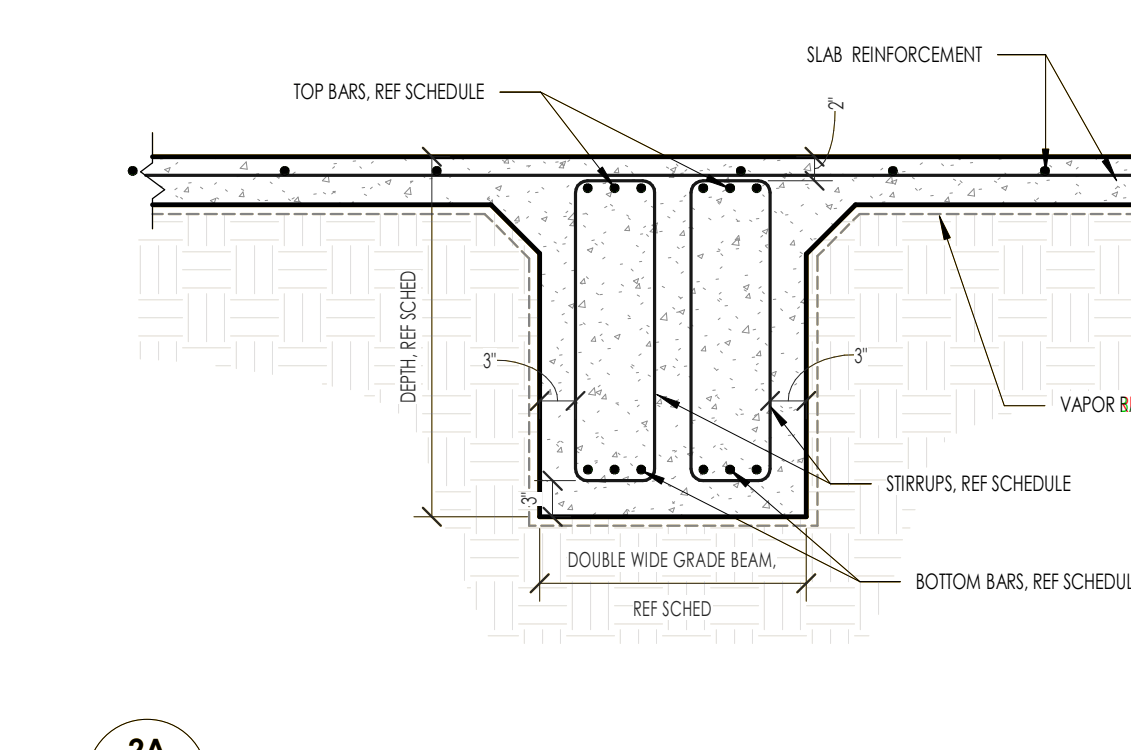 SLAB REINFORCEMENT
TOP BARS, REF SCHEDULE
2"
DEPTH, REF SCHED
3"
3"
VAPOR
STIRRUPS, REF SCHEDULE
3"
DOUBLE WIDE GRADE BEAM,
REF SCHED
BOTTOM BARS, REF SCHEDUL
2A